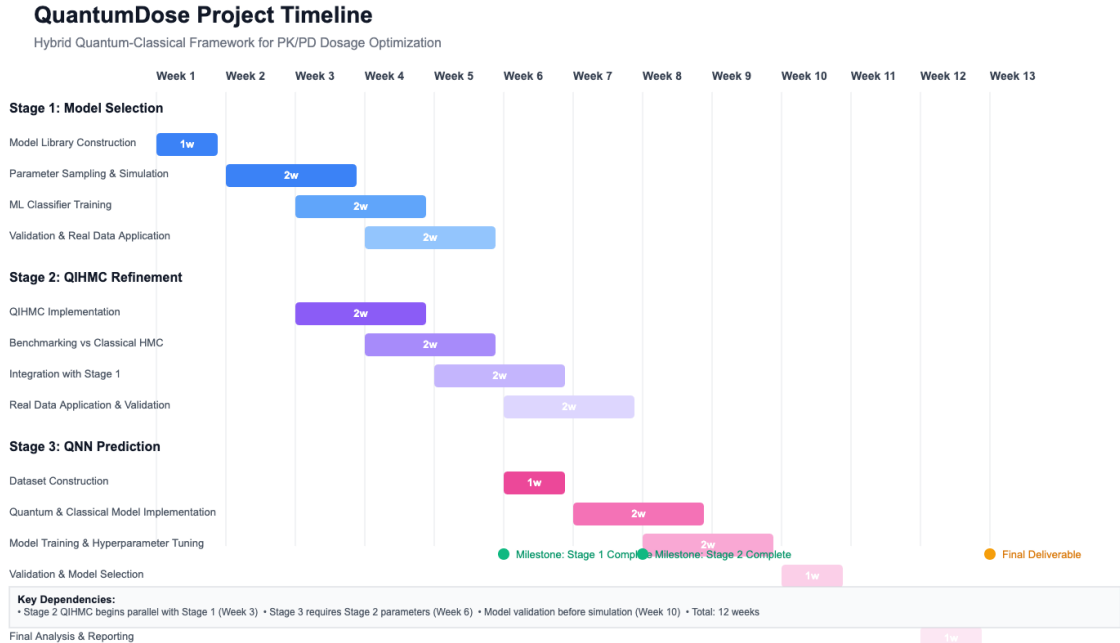 QuantumDose Project Timeline
Hybrid Quantum-Classical Framework for PK/PD Dosage Optimization
Week 1 Week 2 Week 3 Week 4 Week 5 Week 6 Week 7 Week 8 Week 9 Week 10 Week 11 Week 12 Week 13
Stage 1: Model Selection
Model Library Construction 1w
Parameter Sampling & Simulation 2w
ML Classifier Training 2w
Validation & Real Data Application 2w
Stage 2: QIHMC Refinement
QIHMC Implementation 2w
Benchmarking vs Classical HMC 2w
Integration with Stage 1 2w
Real Data Application & Validation 2w
Stage 3: QNN Prediction
Dataset Construction 1w
Quantum & Classical Model Implementation 2w
Model Training & Hyperparameter Tuning 2w
Milestone: Stage 1 Complete Milestone: Stage 2 Complete Final Deliverable
Validation & Model Selection 1w
Key Dependencies:
• Stage 2 QIHMC begins parallel with Stage 1 (Week 3) • Stage 3 requires Stage 2 parameters (Week 6) • Model validation before simulation (Week 10) • Total: 12 weeks
Final Analysis & Reporting 1w